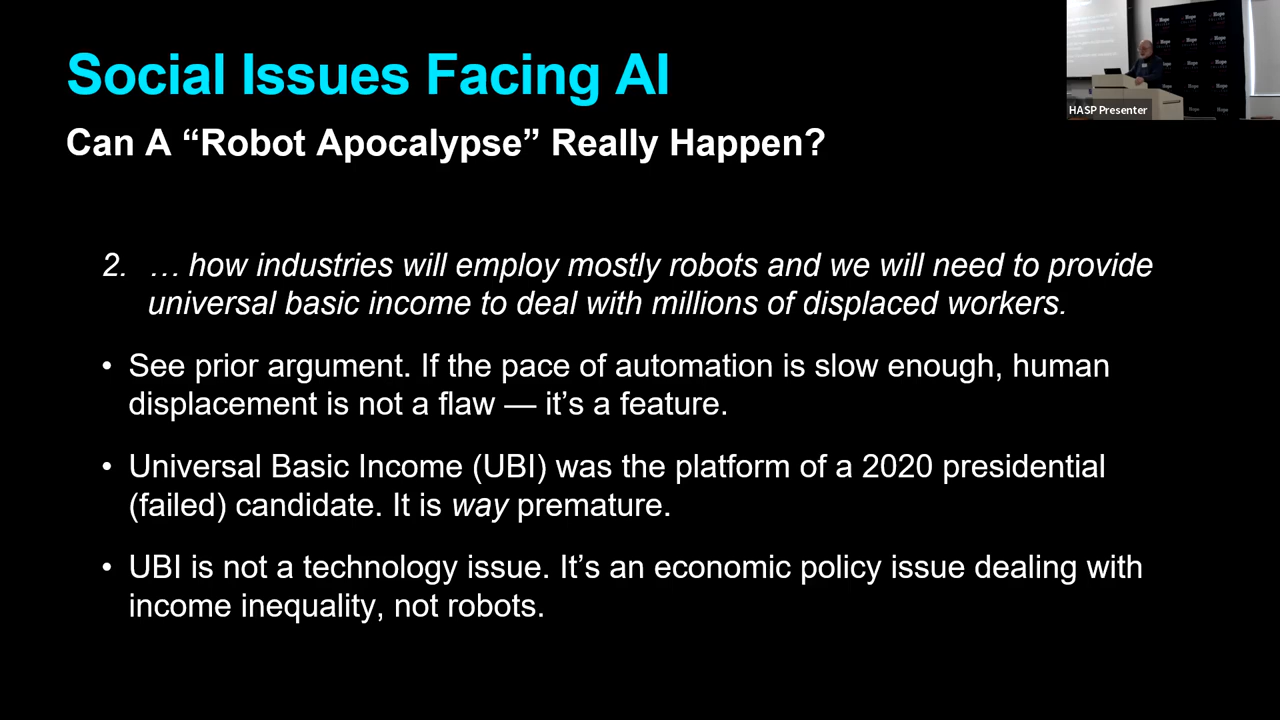 Social Issues Facing AI
Can A “Robot Apocalypse” Really Happen?
2. … how industries will employ mostly robots and we will need to provide
universal basic income to deal with millions of displaced workers.
• See prior argument. If the pace of automation is slow enough, human
displacement is not a flaw — it’s a feature.
• Universal Basic Income (UBI) was the platform of a 2020 presidential
(failed) candidate. It is way premature.
• UBI is not a technology issue. It’s an economic policy issue dealing with
income inequality, not robots.
HASP Presenter